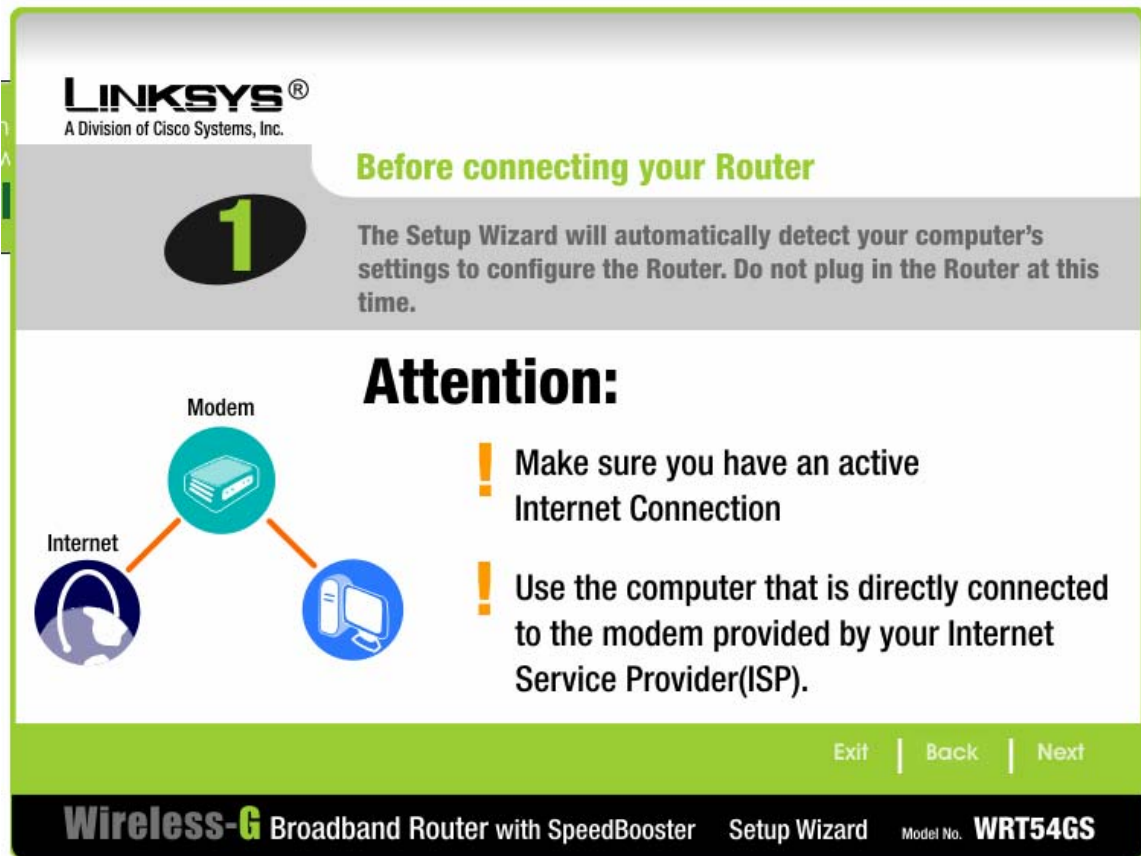 LINKSYS®
A Division of Cisco Systems, Inc.
Before connecting your Router
1
The Setup Wizard will automatically detect your computer's
settings to configure the Router. Do not plug in the Router at this
time.
Attention:
Modem
Internet
! Make sure you have an active
Internet Connection
! Use the computer that is directly connected
to the modem provided by your Internet
Service Provider(ISP).
Exit | Back | Next
Wireless-G Broadband Router with SpeedBooster Setup Wizard Model No. WRT54GS